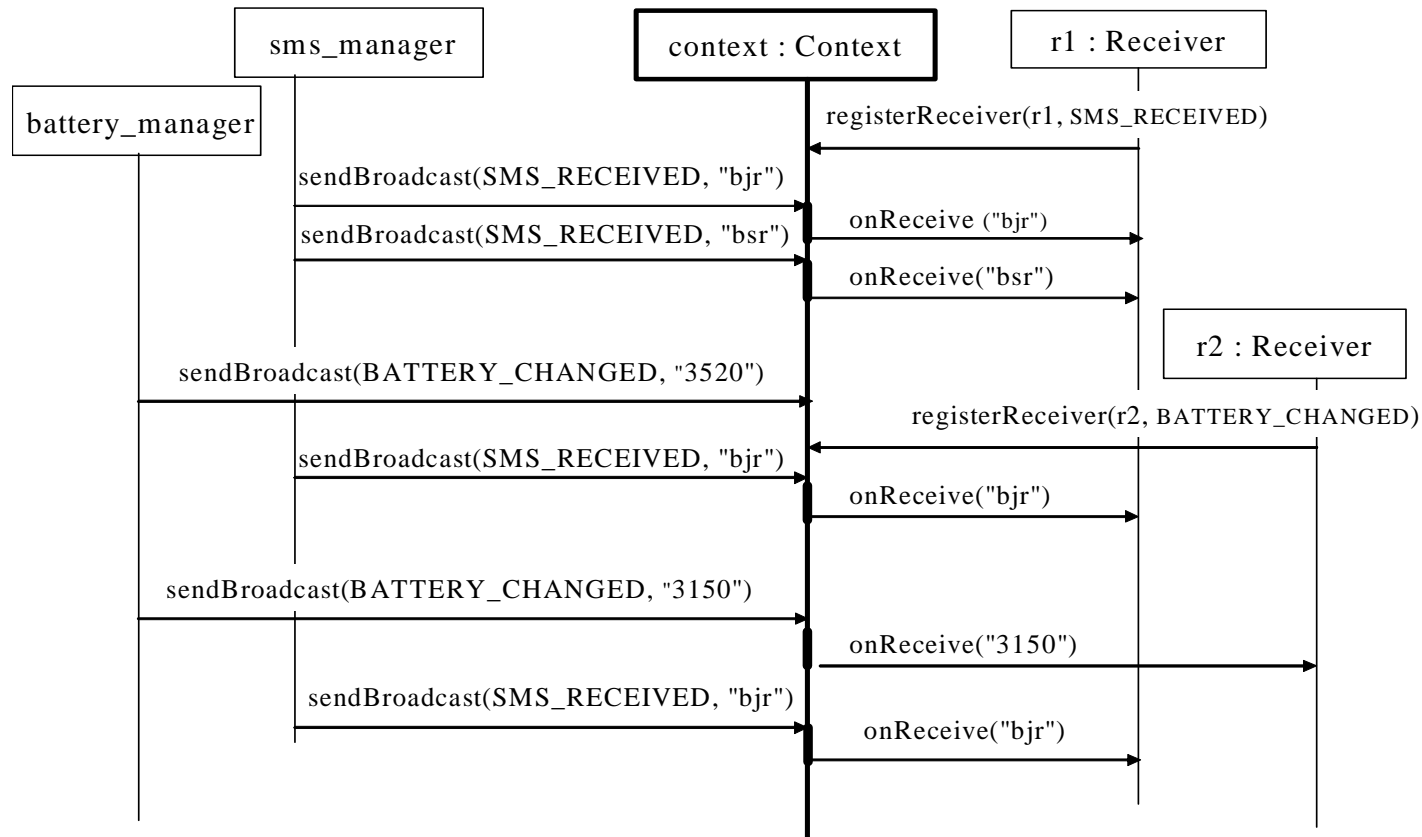 sms_manager
context : Context
r1 : Receiver
battery_manager
registerReceiver(r1, SMS_RECEIVED)
sendBroadcast(SMS_RECEIVED, "bjr")
onReceive ("bjr")
sendBroadcast(SMS_RECEIVED, "bsr")
onReceive("bsr")
r2 : Receiver
sendBroadcast(BATTERY_CHANGED, "3520")
registerReceiver(r2, BATTERY_CHANGED)
sendBroadcast(SMS_RECEIVED, "bjr")
onReceive("bjr")
sendBroadcast(BATTERY_CHANGED, "3150")
onReceive("3150")
sendBroadcast(SMS_RECEIVED, "bjr")
onReceive("bjr")